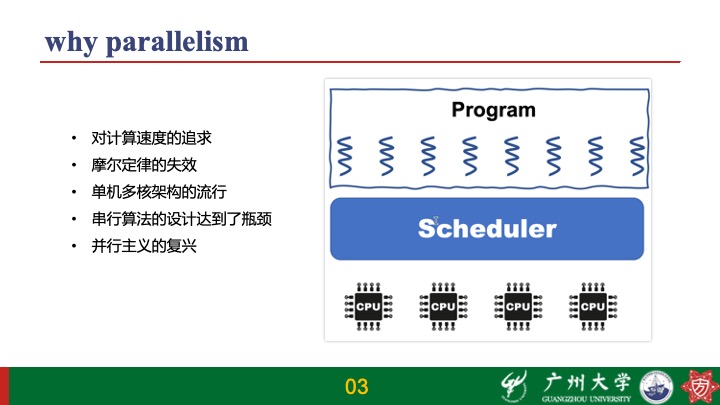 why parallelism
• 对计算速度的追求
• 摩尔定律的失效
• 单机多核架构的流行
• 串行算法的设计达到了瓶颈
• 并行主义的复兴
Program
Scheduler
CPU CPU CPU CPU
03
广州大学
GUANGZHOU UNIVERSITY